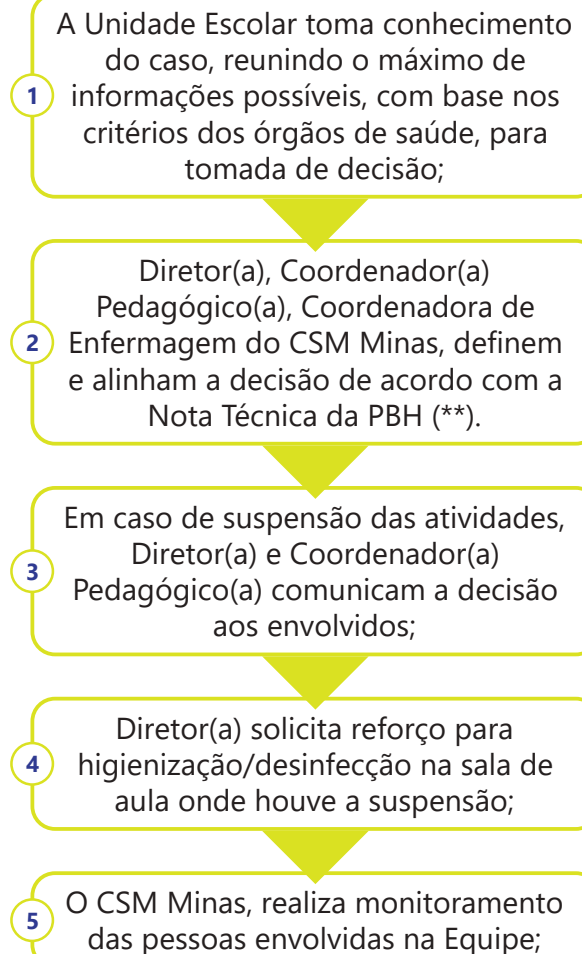 A Unidade Escolar toma conhecimento
do caso, reunindo o máximo de
1
informações possíveis, com base nos
critérios dos órgãos de saúde, para
tomada de decisão;
Diretor(a), Coordenador(a)
Pedagógico(a), Coordenadora de
2
Enfermagem do CSM Minas, definem
e alinham a decisão de acordo com a
Nota Técnica da PBH (**).
Em caso de suspensão das atividades,
Diretor(a) e Coordenador(a)
3
Pedagógico(a) comunicam a decisão
aos envolvidos;
Diretor(a) solicita reforço para
4
higienização/desinfecção na sala de
aula onde houve a suspensão;
5
O CSM Minas, realiza monitoramento
das pessoas envolvidas na Equipe;